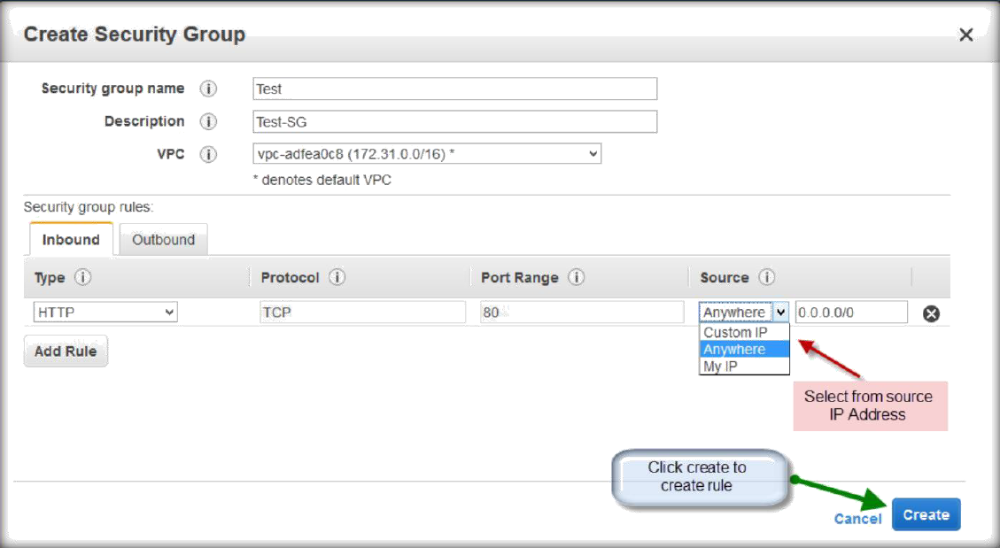 Create Security Group
Security group name
Test
Description
Test-SG
VPC
vpc-adfea0c8 (172.31.0.0/16) *
* denotes default VPC
Security group rules:
Inbound Outbound
Type Protocol Port Range Source
HTTP TCP 80 Anywhere 0.0.0.0/0
Custom IP
Anywhere
My IP
Add Rule
Select from source
IP Address
Click create to
create rule
Cancel Create